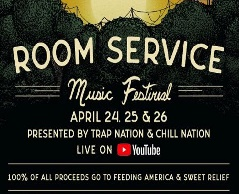 ROOM SERVICE
Music Festival
APRIL 24, 25 & 26
PRESENTED BY TRAP NATION & CHILL NATION
LIVE ON YouTube
100% OF ALL PROCEEDS GO TO FEEDING AMERICA & SWEET RELIEF